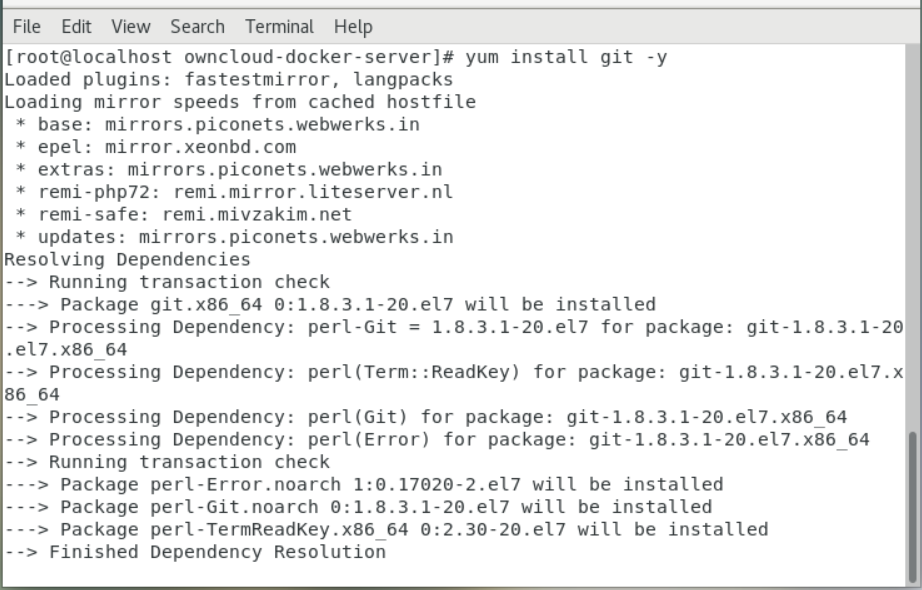 File Edit View Search Terminal Help
[root@localhost owncloud-docker-server]# yum install git -y
Loaded plugins: fastestmirror, langpacks
Loading mirror speeds from cached hostfile
 * base: mirrors.piconets.webwerks.in
 * epel: mirror.xeonbd.com
 * extras: mirrors.piconets.webwerks.in
 * remi-php72: remi.mirror.liteserver.nl
 * remi-safe: remi.mivzakim.net
 * updates: mirrors.piconets.webwerks.in
Resolving Dependencies
--> Running transaction check
---> Package git.x86_64 0:1.8.3.1-20.el7 will be installed
--> Processing Dependency: perl-Git = 1.8.3.1-20.el7 for package: git-1.8.3.1-20
.el7.x86_64
--> Processing Dependency: perl(Term::ReadKey) for package: git-1.8.3.1-20.el7.x
86_64
--> Processing Dependency: perl(Git) for package: git-1.8.3.1-20.el7.x86_64
--> Processing Dependency: perl(Error) for package: git-1.8.3.1-20.el7.x86_64
--> Running transaction check
---> Package perl-Error.noarch 1:0.17020-2.el7 will be installed
---> Package perl-Git.noarch 0:1.8.3.1-20.el7 will be installed
---> Package perl-TermReadKey.x86_64 0:2.30-20.el7 will be installed
--> Finished Dependency Resolution